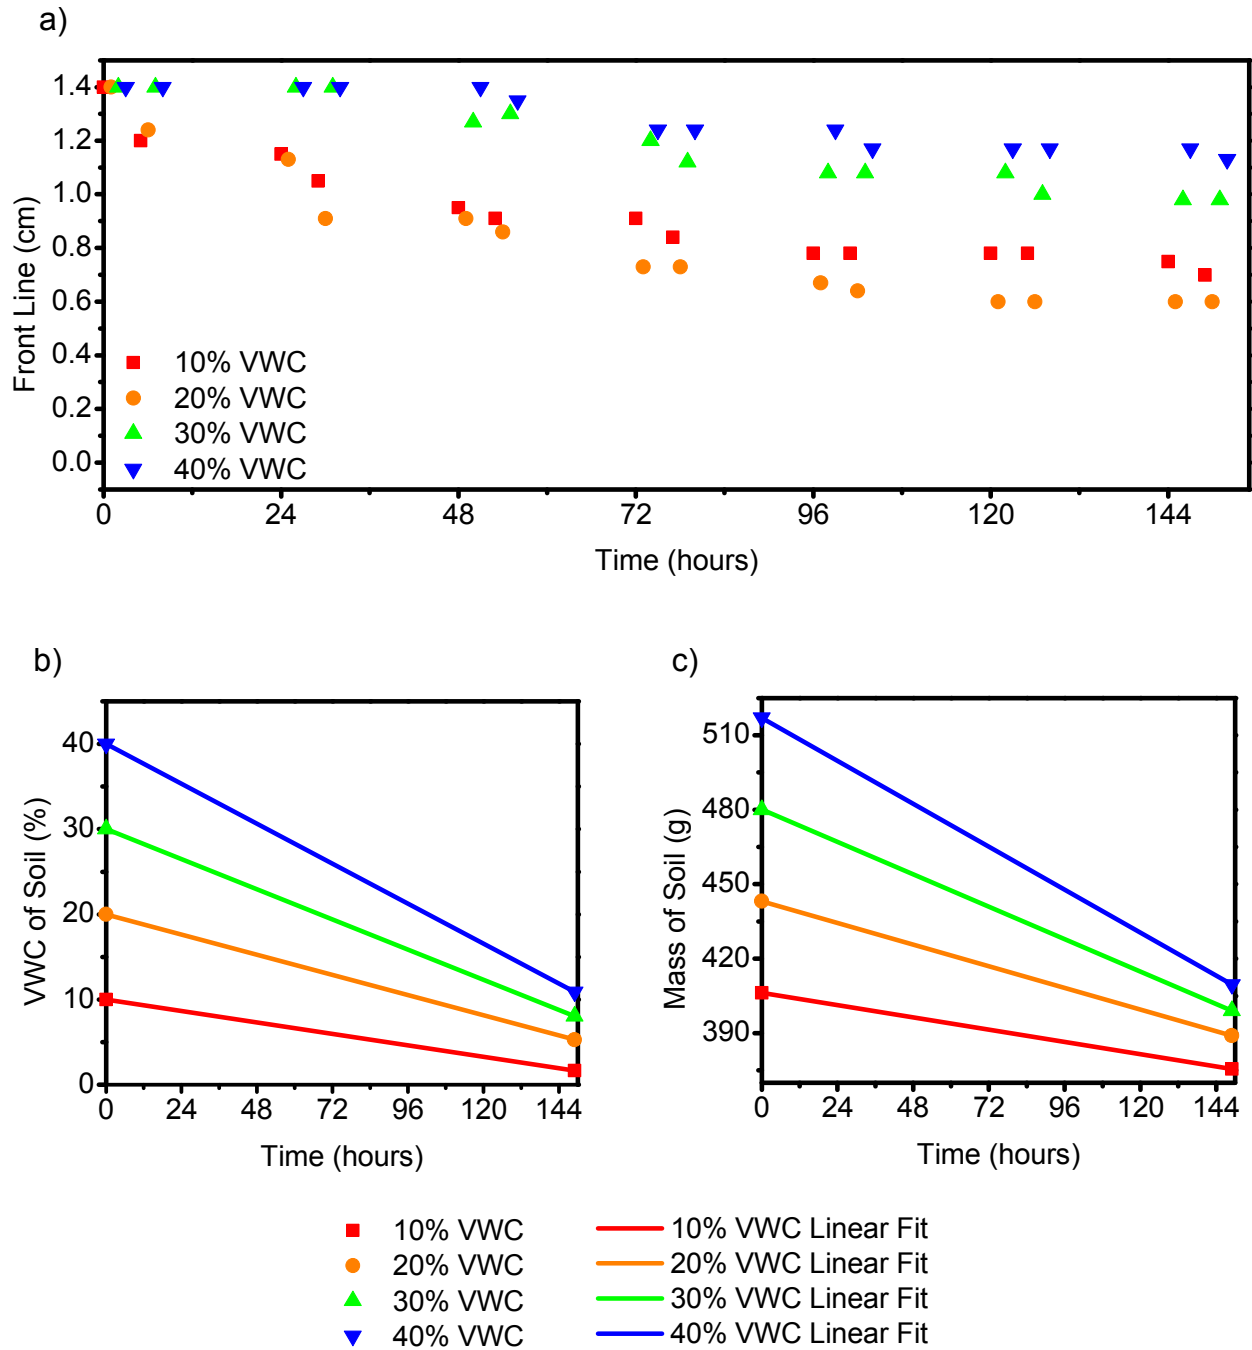 a)
1.4
1.2
1.0
0.8
0.6
0.4
0.2
0.0
Front Line (cm)
10% VWC
20% VWC
30% VWC
40% VWC
0 24 48 72 96 120 144
Time (hours)
b)
40
30
20
10
0
VWC of Soil (%)
0 24 48 72 96 120 144
Time (hours)
c)
510
480
450
420
390
Mass of Soil (g)
0 24 48 72 96 120 144
Time (hours)
10% VWC 10% VWC Linear Fit
20% VWC 20% VWC Linear Fit
30% VWC 30% VWC Linear Fit
40% VWC 40% VWC Linear Fit